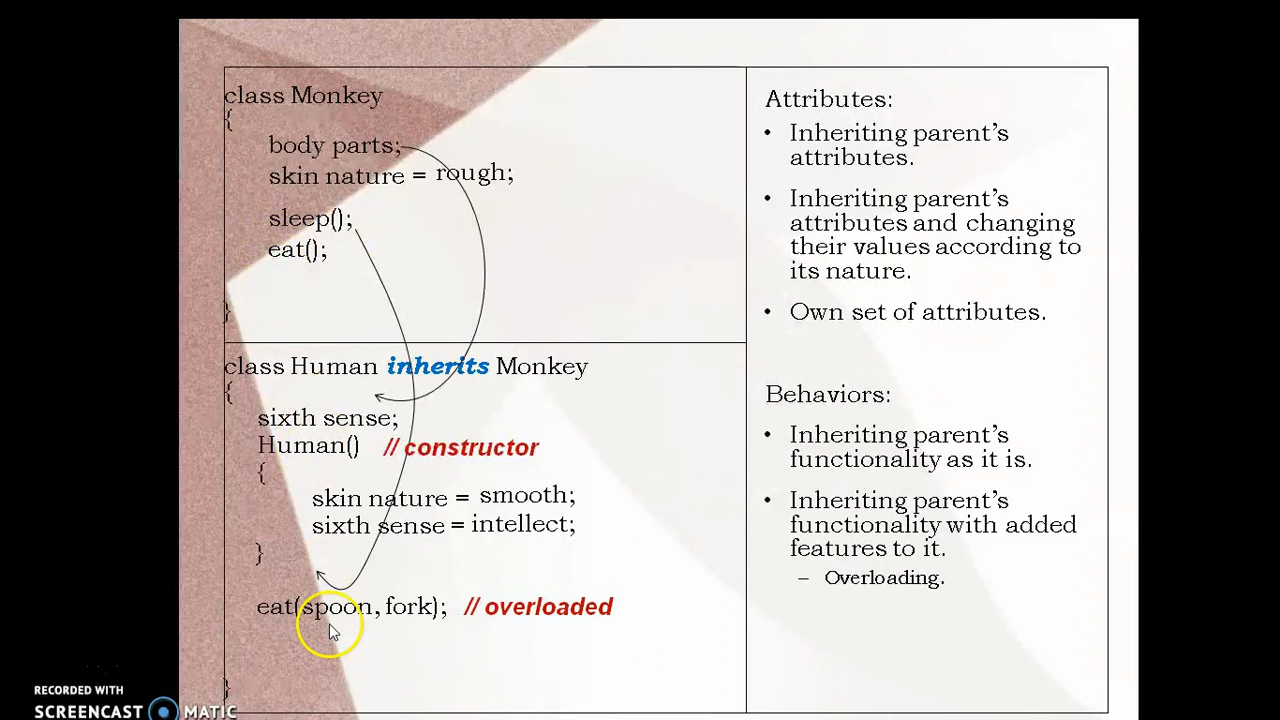 class Monkey
{
body parts;
skin nature = rough;
sleep();
eat();
}
class Human inherits Monkey
{
sixth sense;
Human() // constructor
{
skin nature = smooth;
sixth sense = intellect;
}
eat(spoon, fork); // overloaded
}
Attributes:
• Inheriting parent's
attributes.
• Inheriting parent's
attributes and changing
their values according to
its nature.
• Own set of attributes.
Behaviors:
• Inheriting parent's
functionality as it is.
• Inheriting parent's
functionality with added
features to it.
– Overloading.
RECORDED WITH
SCREENCAST MATIC